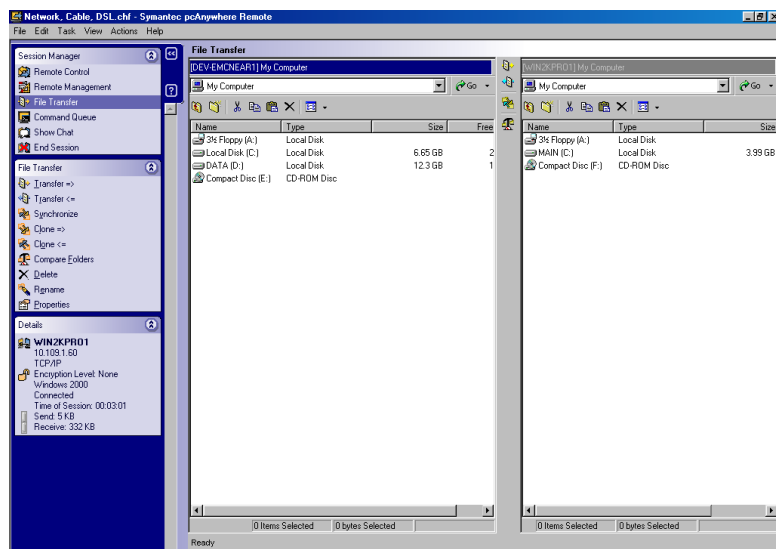 Network, Cable, DSL.chf - Symantec pcAnywhere Remote
File Edit Task View Actions Help
Session Manager
Remote Control
Remote Management
File Transfer
Command Queue
Show Chat
End Session
File Transfer
Transfer =>
Transfer <=
Synchronize
Clone =>
Clone <=
Compare Folders
Delete
Rename
Properties
Details
WIN2KPRO1
10.109.1.60
TCP/IP
Encryption Level: None
Windows 2000
Connected
Time of Session: 00:03:01
Send: 5 KB
Receive: 332 KB
File Transfer
[DEV-EMCNEAR1] My Computer
My Computer Go
Name Type Size Free
3½ Floppy (A:) Local Disk
Local Disk (C:) Local Disk 6.65 GB 2
DATA (D:) Local Disk 12.3 GB 1
Compact Disc (E:) CD-ROM Disc
0 Items Selected 0 bytes Selected
[WIN2KPRO1] My Computer
My Computer Go
Name Type Size
3½ Floppy (A:) Local Disk
MAIN (C:) Local Disk 3.99 GB
Compact Disc (F:) CD-ROM Disc
0 Items Selected 0 bytes Selected
Ready